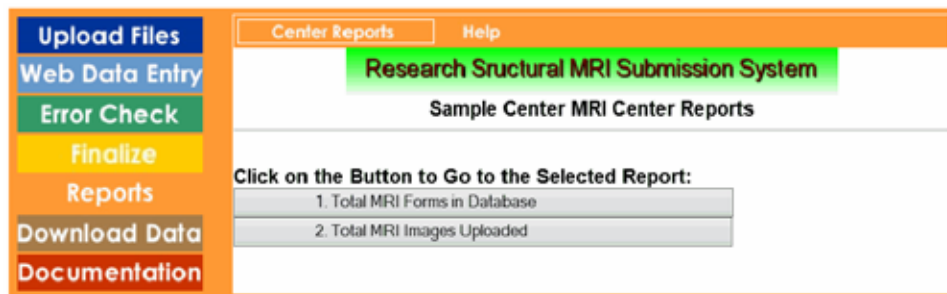 Upload Files
Web Data Entry
Error Check
Finalize
Reports
Download Data
Documentation
Center Reports Help
Research Sructural MRI Submission System
Sample Center MRI Center Reports
Click on the Button to Go to the Selected Report:
1. Total MRI Forms in Database
2. Total MRI Images Uploaded